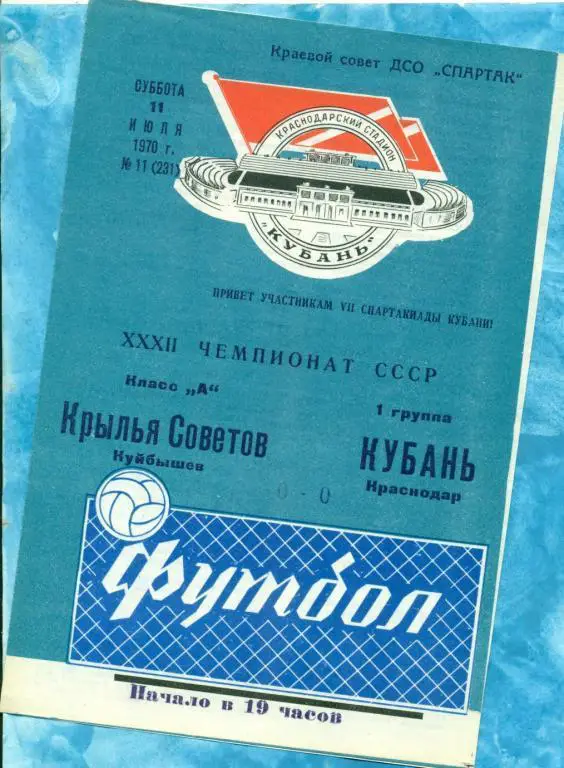 Краевой совет ДСО „СПАРТАК“
СУББОТА
11
ИЮЛЯ
1970 г.
№ 11 (231)
КРАСНОДАРСКИЙ СТАДИОН
„КУБАНЬ“
ПРИВЕТ УЧАСТНИКАМ VII СПАРТАКИАДЫ КУБАНИ!
XXXII ЧЕМПИОНАТ СССР
Класс „А“
1 группа
Крылья Советов
Куйбышев
КУБАНЬ
Краснодар
0 - 0
футбол
Начало в 19 часов